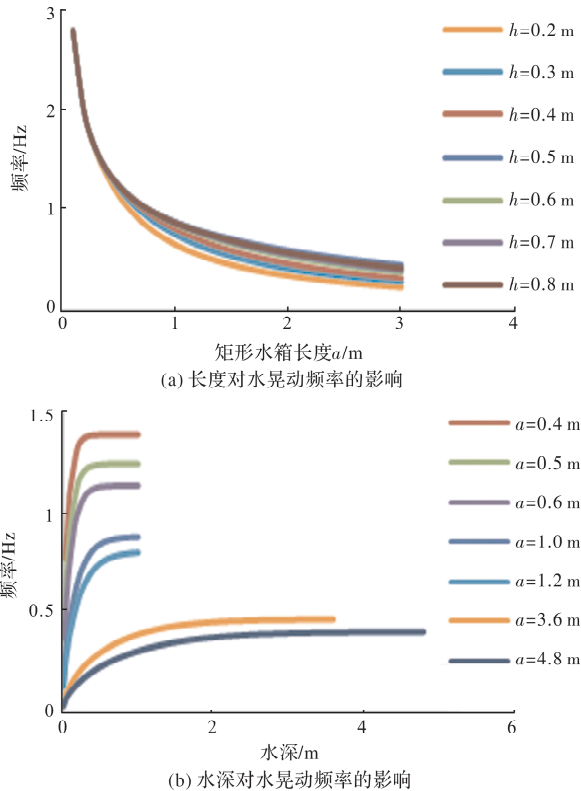 3
2
1
0
频率/Hz
h=0.2 m
h=0.3 m
h=0.4 m
h=0.5 m
h=0.6 m
h=0.7 m
h=0.8 m
0
1
2
3
4
矩形水箱长度a/m
(a) 长度对水晃动频率的影响
1.5
1
0.5
0
频率/Hz
a=0.4 m
a=0.5 m
a=0.6 m
a=1.0 m
a=1.2 m
a=3.6 m
a=4.8 m
0
2
4
6
水深/m
(b) 水深对水晃动频率的影响